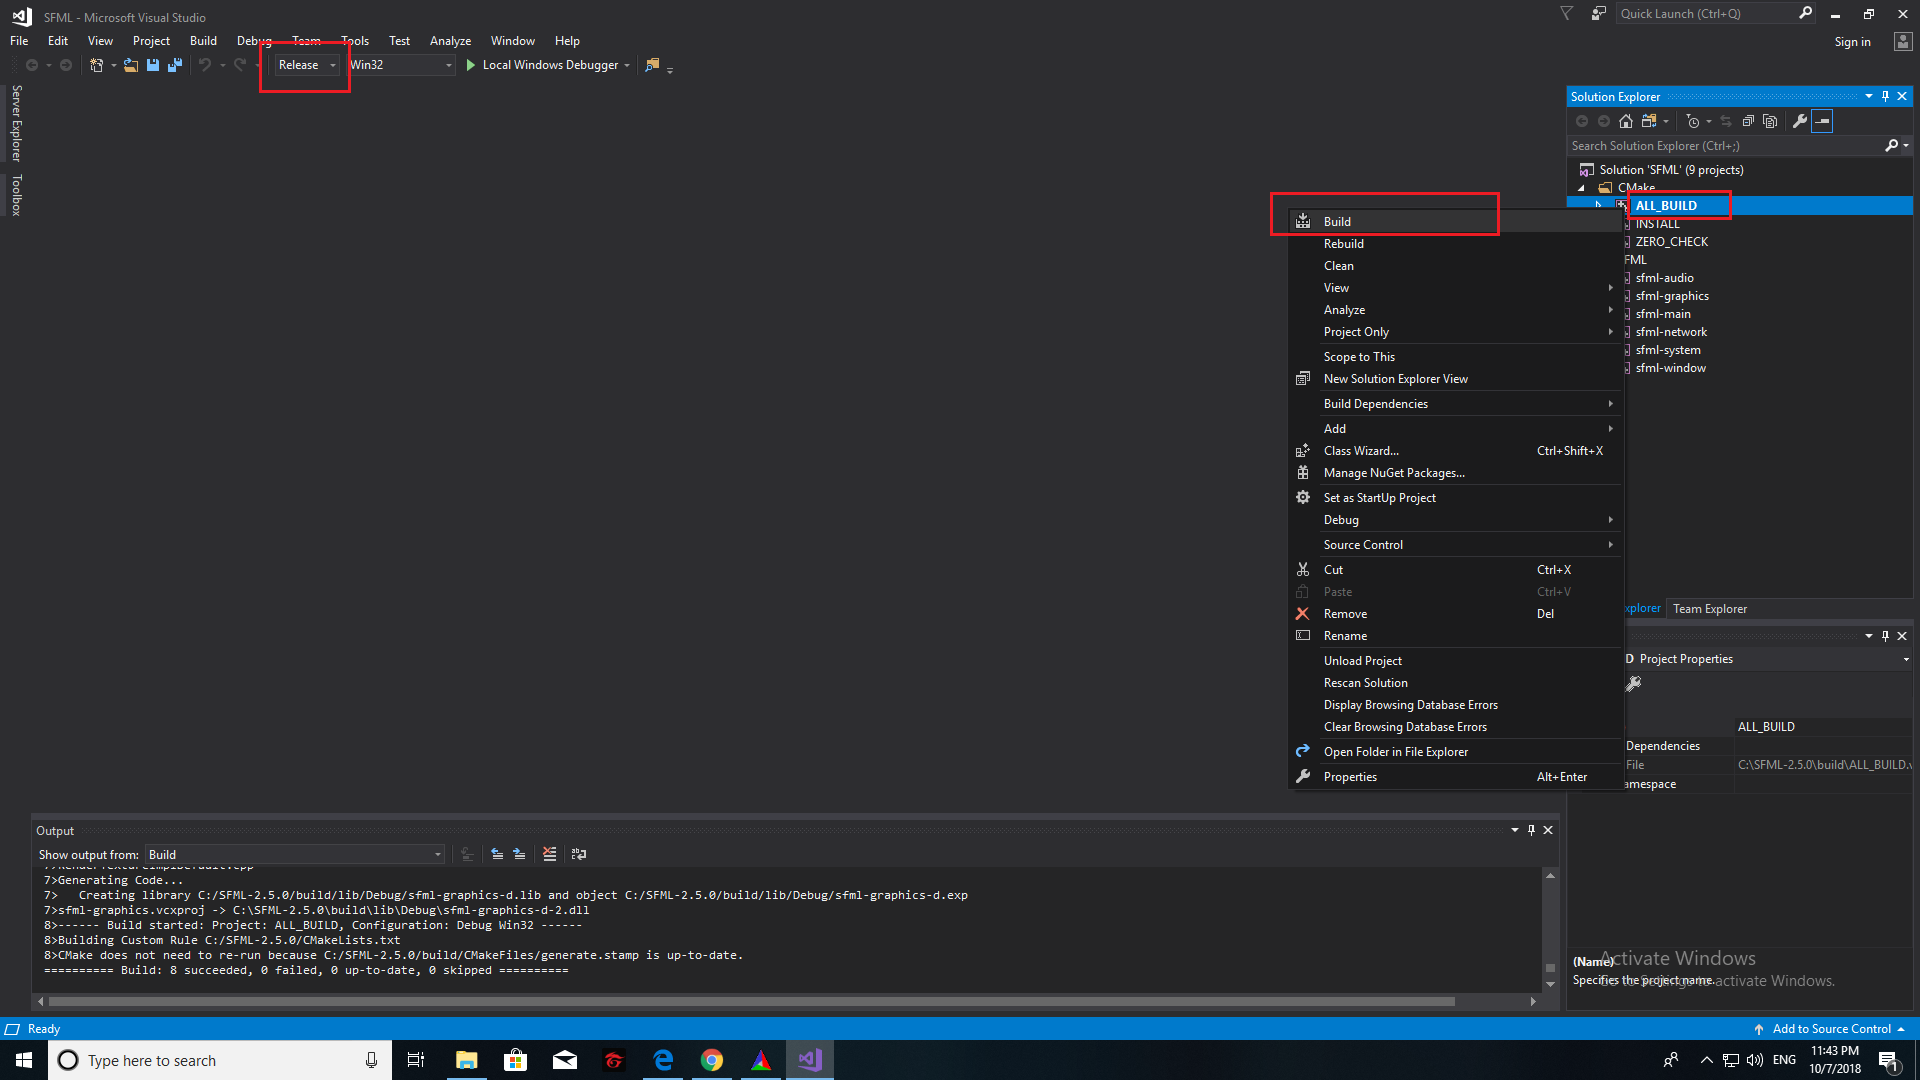 SFML - Microsoft Visual Studio
Quick Launch (Ctrl+Q)
File Edit View Project Build Debug Team Tools Test Analyze Window Help
Sign in
Release Win32 Local Windows Debugger
Server Explorer
Toolbox
Solution Explorer
Search Solution Explorer (Ctrl+;)
Solution 'SFML' (9 projects)
CMake
ALL_BUILD
INSTALL
ZERO_CHECK
FML
sfml-audio
sfml-graphics
sfml-main
sfml-network
sfml-system
sfml-window
Build
Rebuild
Clean
View
Analyze
Project Only
Scope to This
New Solution Explorer View
Build Dependencies
Add
Class Wizard... Ctrl+Shift+X
Manage NuGet Packages...
Set as StartUp Project
Debug
Source Control
Cut Ctrl+X
Paste Ctrl+V
Remove Del
Rename
Unload Project
Rescan Solution
Display Browsing Database Errors
Clear Browsing Database Errors
Open Folder in File Explorer
Properties Alt+Enter
xplorer Team Explorer
D Project Properties
ALL_BUILD
Dependencies
File C:\SFML-2.5.0\build\ALL_BUILD.v
amespace
(Name)
Specifies the project name.
Activate Windows
Go to Settings to activate Windows.
Output
Show output from: Build
7>RenderTextureImplDefault.cpp
7>Generating Code...
7>   Creating library C:/SFML-2.5.0/build/lib/Debug/sfml-graphics-d.lib and object C:/SFML-2.5.0/build/lib/Debug/sfml-graphics-d.exp
7>sfml-graphics.vcxproj -> C:\SFML-2.5.0\build\lib\Debug\sfml-graphics-d-2.dll
8>------ Build started: Project: ALL_BUILD, Configuration: Debug Win32 ------
8>Building Custom Rule C:/SFML-2.5.0/CMakeLists.txt
8>CMake does not need to re-run because C:/SFML-2.5.0/build/CMakeFiles/generate.stamp is up-to-date.
========== Build: 8 succeeded, 0 failed, 0 up-to-date, 0 skipped ==========
Ready
Add to Source Control
Type here to search
ENG
11:43 PM
10/7/2018
1